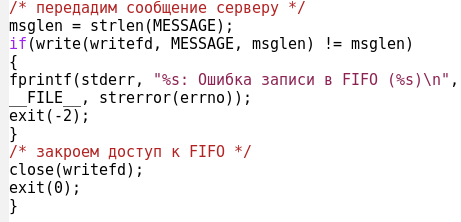 /* передадим сообщение серверу */
msglen = strlen(MESSAGE);
if(write(writefd, MESSAGE, msglen) != msglen)
{
fprintf(stderr, "%s: Ошибка записи в FIFO (%s)\n",
__FILE__, strerror(errno));
exit(-2);
}
/* закроем доступ к FIFO */
close(writefd);
exit(0);
}